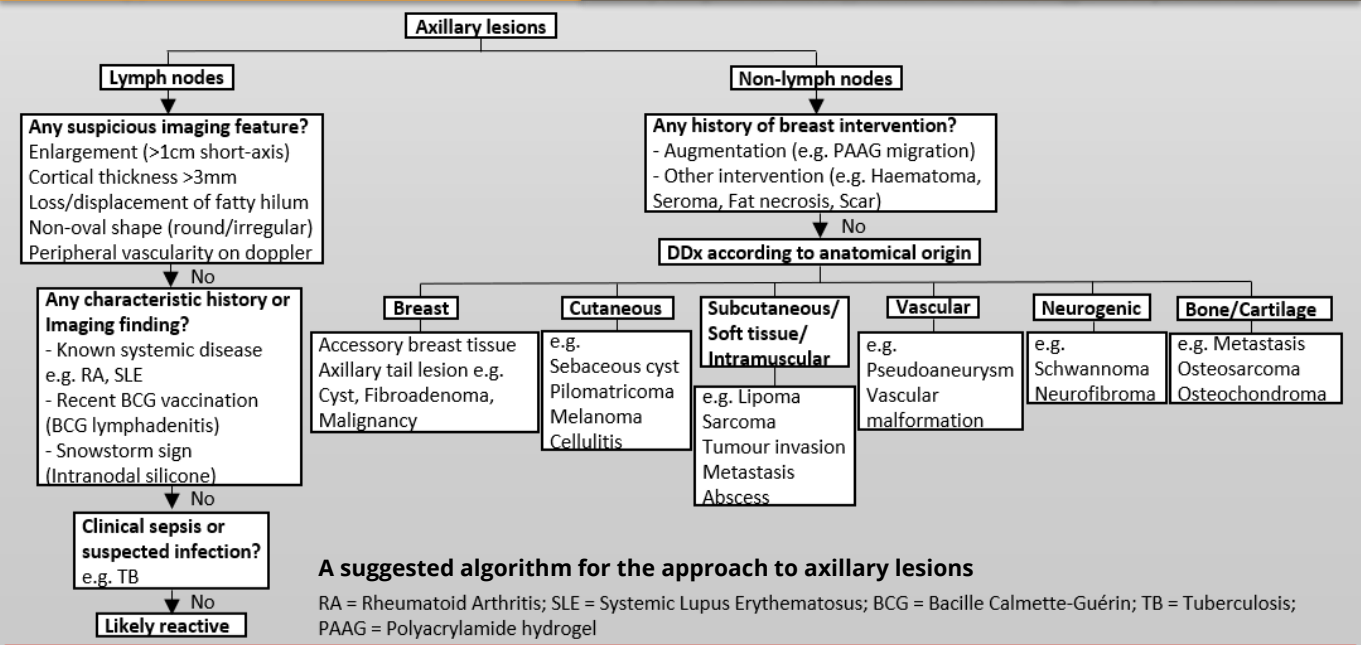 Axillary lesions
Lymph nodes
Any suspicious imaging feature?
Enlargement (>1cm short-axis)
Cortical thickness >3mm
Loss/displacement of fatty hilum
Non-oval shape (round/irregular)
Peripheral vascularity on doppler
No
Any characteristic history or
Imaging finding?
- Known systemic disease
e.g. RA, SLE
- Recent BCG vaccination
(BCG lymphadenitis)
- Snowstorm sign
(Intranodal silicone)
No
Clinical sepsis or
suspected infection?
e.g. TB
No
Likely reactive
Non-lymph nodes
Any history of breast intervention?
- Augmentation (e.g. PAAG migration)
- Other intervention (e.g. Haematoma,
Seroma, Fat necrosis, Scar)
No
DDx according to anatomical origin
Breast
Accessory breast tissue
Axillary tail lesion e.g.
Cyst, Fibroadenoma,
Malignancy
Cutaneous
e.g.
Sebaceous cyst
Pilomatricoma
Melanoma
Cellulitis
Subcutaneous/
Soft tissue/
Intramuscular
e.g. Lipoma
Sarcoma
Tumour invasion
Metastasis
Abscess
Vascular
e.g.
Pseudoaneurysm
Vascular
malformation
Neurogenic
e.g.
Schwannoma
Neurofibroma
Bone/Cartilage
e.g. Metastasis
Osteosarcoma
Osteochondroma
A suggested algorithm for the approach to axillary lesions
RA = Rheumatoid Arthritis; SLE = Systemic Lupus Erythematosus; BCG = Bacille Calmette-Guérin; TB = Tuberculosis;
PAAG = Polyacrylamide hydrogel